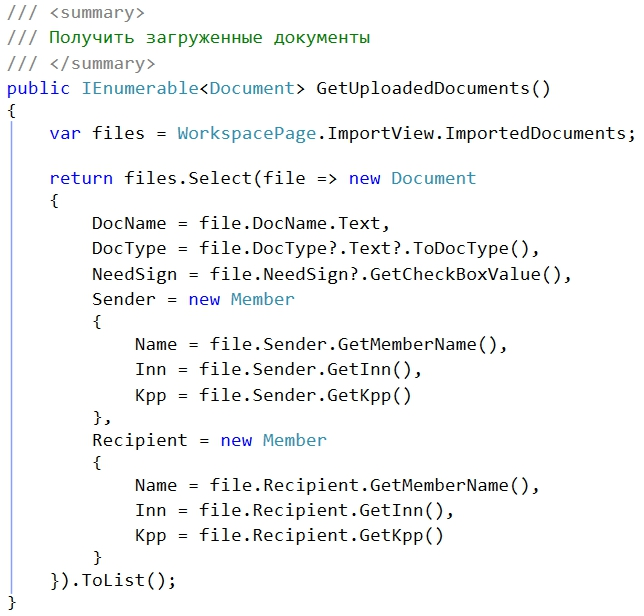 /// <summary>
/// Получить загруженные документы
/// </summary>
public IEnumerable<Document> GetUploadedDocuments()
{
    var files = WorkspacePage.ImportView.ImportedDocuments;

    return files.Select(file => new Document
    {
        DocName = file.DocName.Text,
        DocType = file.DocType?.Text?.ToDocType(),
        NeedSign = file.NeedSign?.GetCheckBoxValue(),
        Sender = new Member
        {
            Name = file.Sender.GetMemberName(),
            Inn = file.Sender.GetInn(),
            Kpp = file.Sender.GetKpp()
        },
        Recipient = new Member
        {
            Name = file.Recipient.GetMemberName(),
            Inn = file.Recipient.GetInn(),
            Kpp = file.Recipient.GetKpp()
        }
    }).ToList();
}